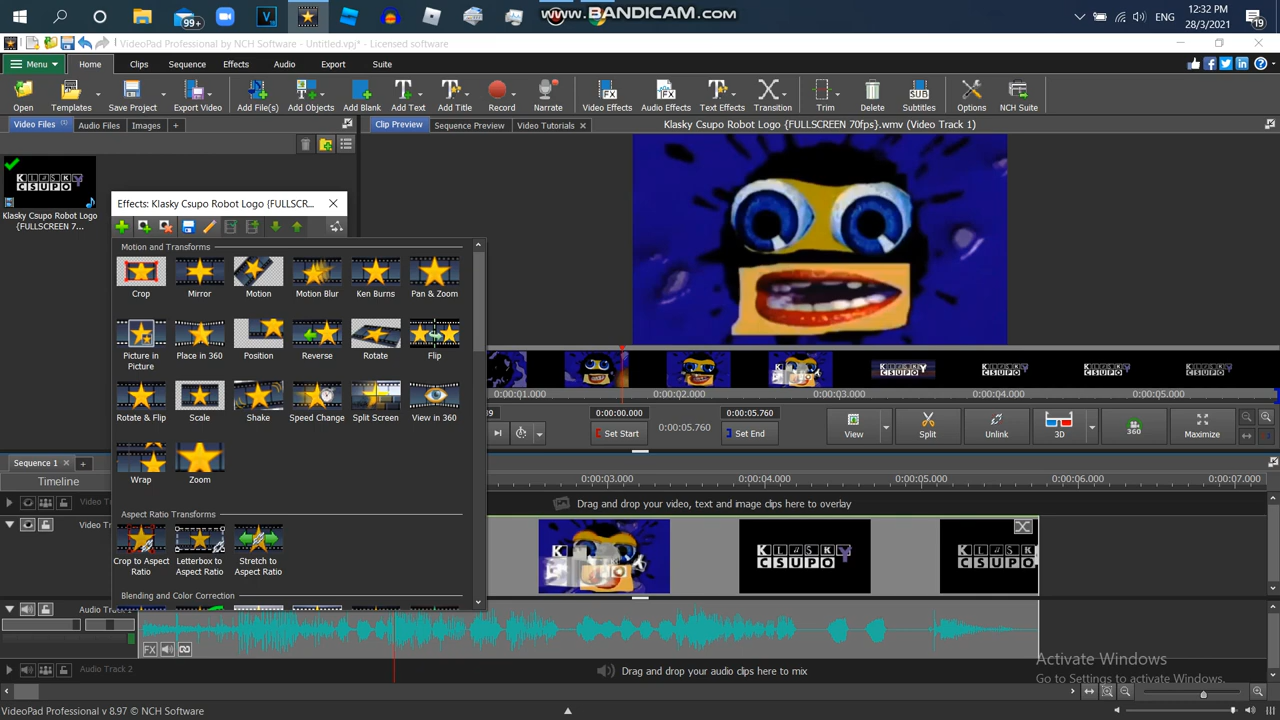 www.BANDICAM.com
99+
12:32 PM
ENG
28/3/2021
19
VideoPad Professional by NCH Software - Untitled.vpj* - Licensed software
Menu Home Clips Sequence Effects Audio Export Suite
Open Templates Save Project Export Video Add File(s) Add Objects Add Blank Add Text Add Title Record Narrate Video Effects Audio Effects Text Effects Transition Trim Delete Subtitles Options NCH Suite
Video Files (1) Audio Files Images +
Clip Preview Sequence Preview Video Tutorials
Klasky Csupo Robot Logo {FULLSCREEN 70fps}.wmv (Video Track 1)
KLASKY
CSUPO
Klasky Csupo Robot Logo
{FULLSCREEN 7...
Effects: Klasky Csupo Robot Logo {FULLSCR...
Motion and Transforms
Crop Mirror Motion Motion Blur Ken Burns Pan & Zoom
Picture in
Picture
Place in 360 Position Reverse Rotate Flip
Rotate & Flip Scale Shake Speed Change Split Screen View in 360
Wrap Zoom
Aspect Ratio Transforms
Crop to Aspect
Ratio
Letterbox to
Aspect Ratio
Stretch to
Aspect Ratio
Blending and Color Correction
0:00:01.000 0:00:02.000 0:00:03.000 0:00:04.000 0:00:05.000
0:00:00.000
Set Start
0:00:05.760
0:00:05.760
Set End
View Split Unlink 3D 360 Maximize
Sequence 1
Timeline
0:00:03.000 0:00:04.000 0:00:05.000 0:00:06.000 0:00:07.000
Drag and drop your video, text and image clips here to overlay
KLASKY
CSUPO
KLASKY
CSUPO
FX
Audio Track 2
Drag and drop your audio clips here to mix
Activate Windows
Go to Settings to activate Windows.
VideoPad Professional v 8.97 © NCH Software